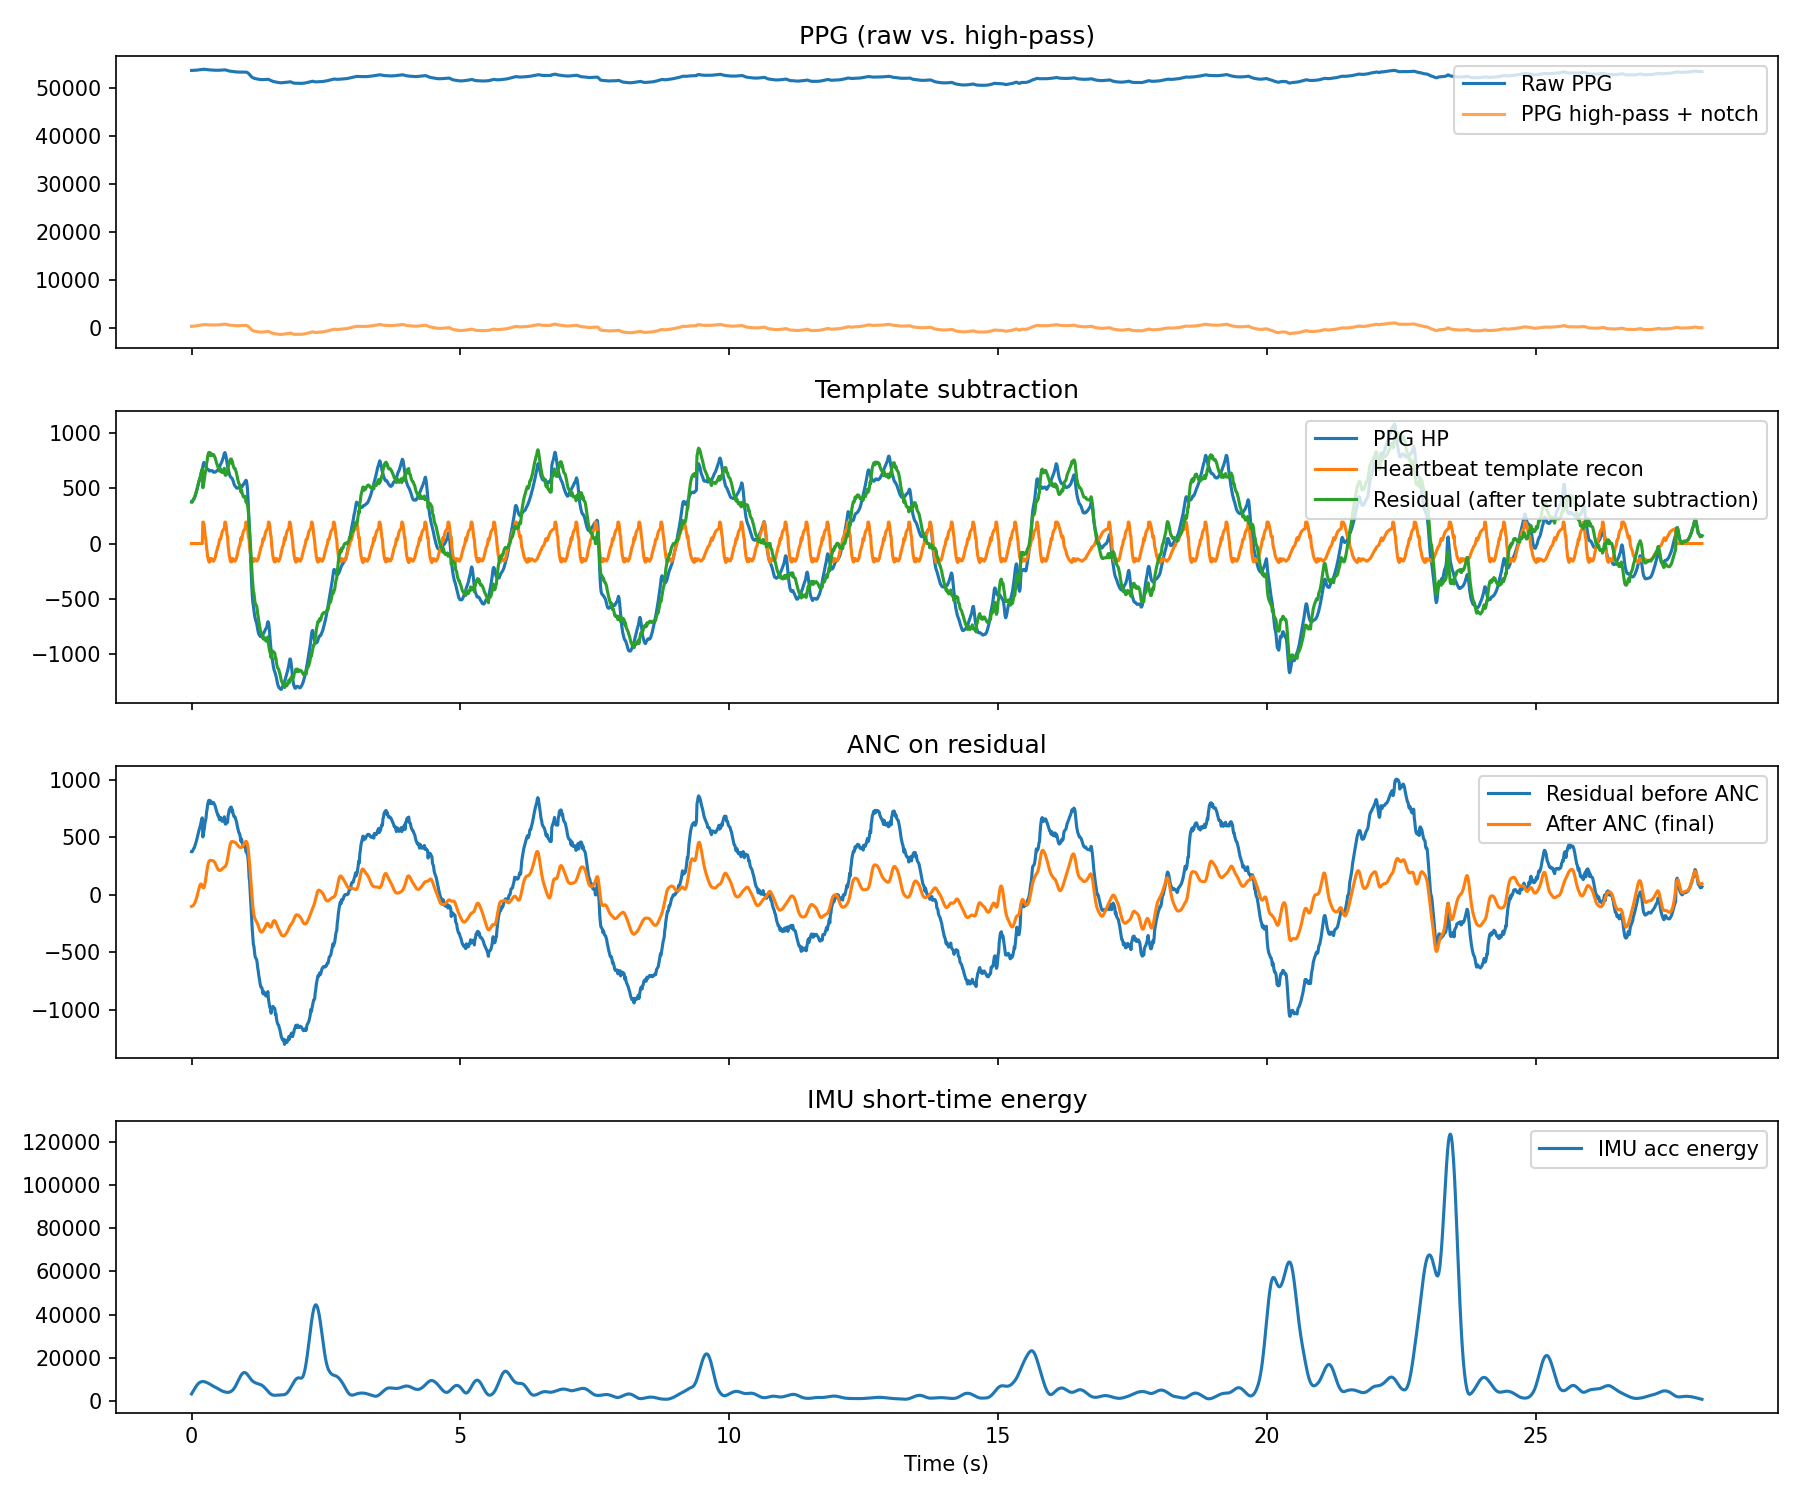 PPG (raw vs. high-pass)
50000
40000
30000
20000
10000
0
Raw PPG
PPG high-pass + notch
Template subtraction
1000
500
0
−500
−1000
PPG HP
Heartbeat template recon
Residual (after template subtraction)
ANC on residual
1000
500
0
−500
−1000
Residual before ANC
After ANC (final)
IMU short-time energy
120000
100000
80000
60000
40000
20000
0
IMU acc energy
0 5 10 15 20 25
Time (s)